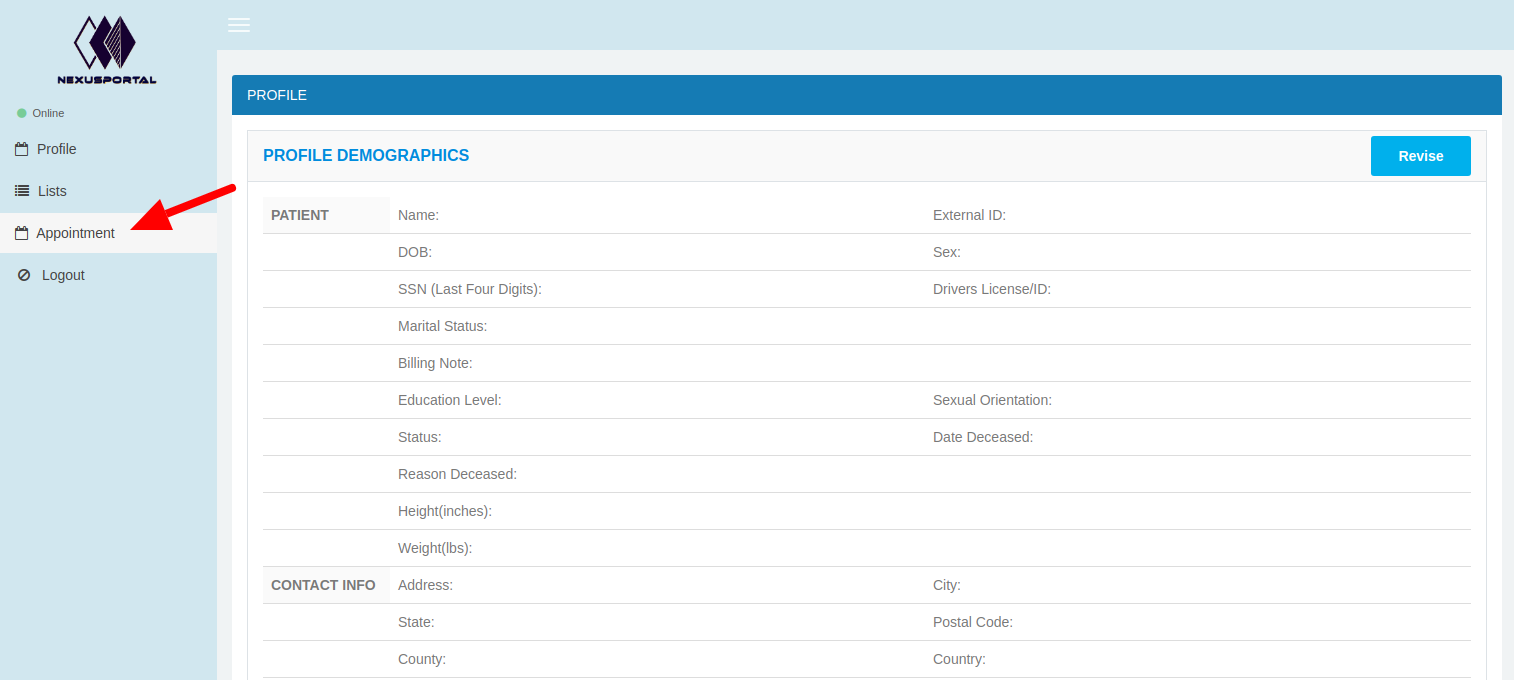 NEXUSPORTAL
Online
Profile
Lists
Appointment
Logout
PROFILE
PROFILE DEMOGRAPHICS
Revise
PATIENT Name: External ID:
DOB: Sex:
SSN (Last Four Digits): Drivers License/ID:
Marital Status:
Billing Note:
Education Level: Sexual Orientation:
Status: Date Deceased:
Reason Deceased:
Height(inches):
Weight(lbs):
CONTACT INFO Address: City:
State: Postal Code:
County: Country: